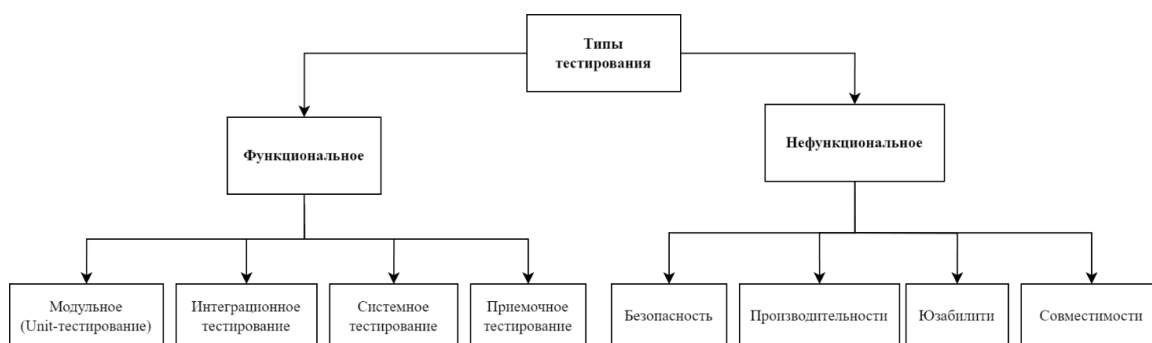 Типы
тестирования
Функциональное
Нефункциональное
Модульное
(Unit-тестирование)
Интеграционное
тестирование
Системное
тестирование
Приемочное
тестирование
Безопасность
Производительности
Юзабилити
Совместимости